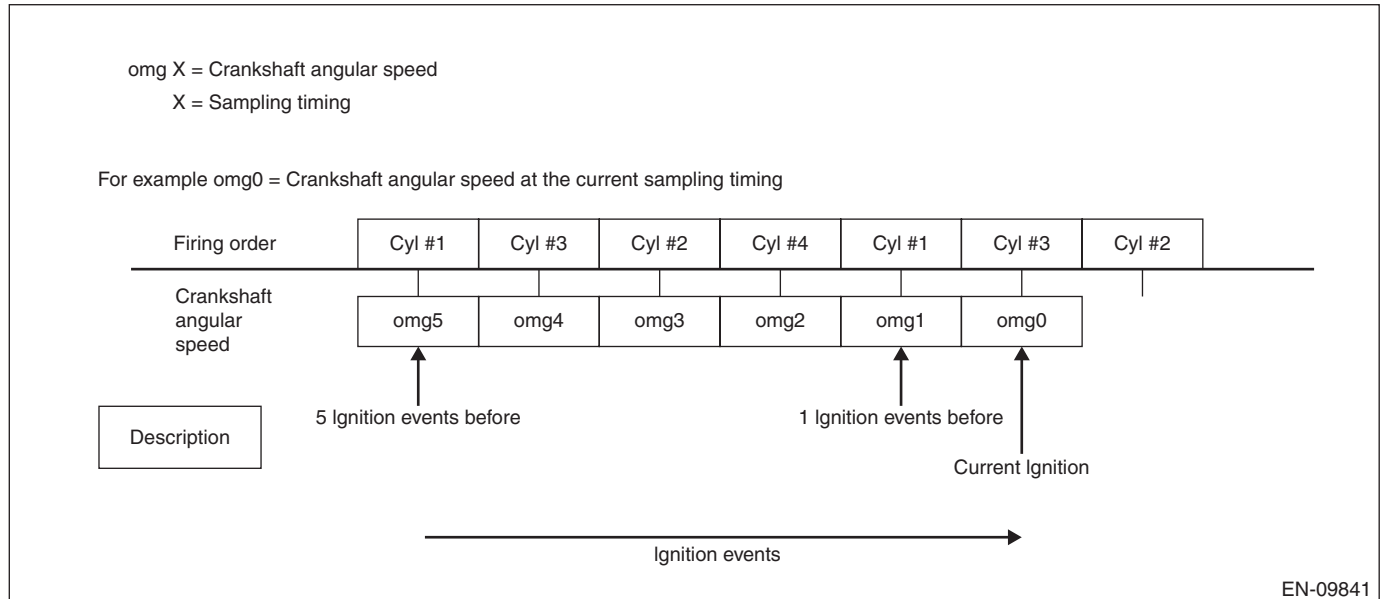 omg X = Crankshaft angular speed
X = Sampling timing
For example omg0 = Crankshaft angular speed at the current sampling timing
Firing order Cyl #1 Cyl #3 Cyl #2 Cyl #4 Cyl #1 Cyl #3 Cyl #2
Crankshaft
angular
speed
omg5 omg4 omg3 omg2 omg1 omg0
5 Ignition events before 1 Ignition events before
Description
Current Ignition
Ignition events
EN-09841